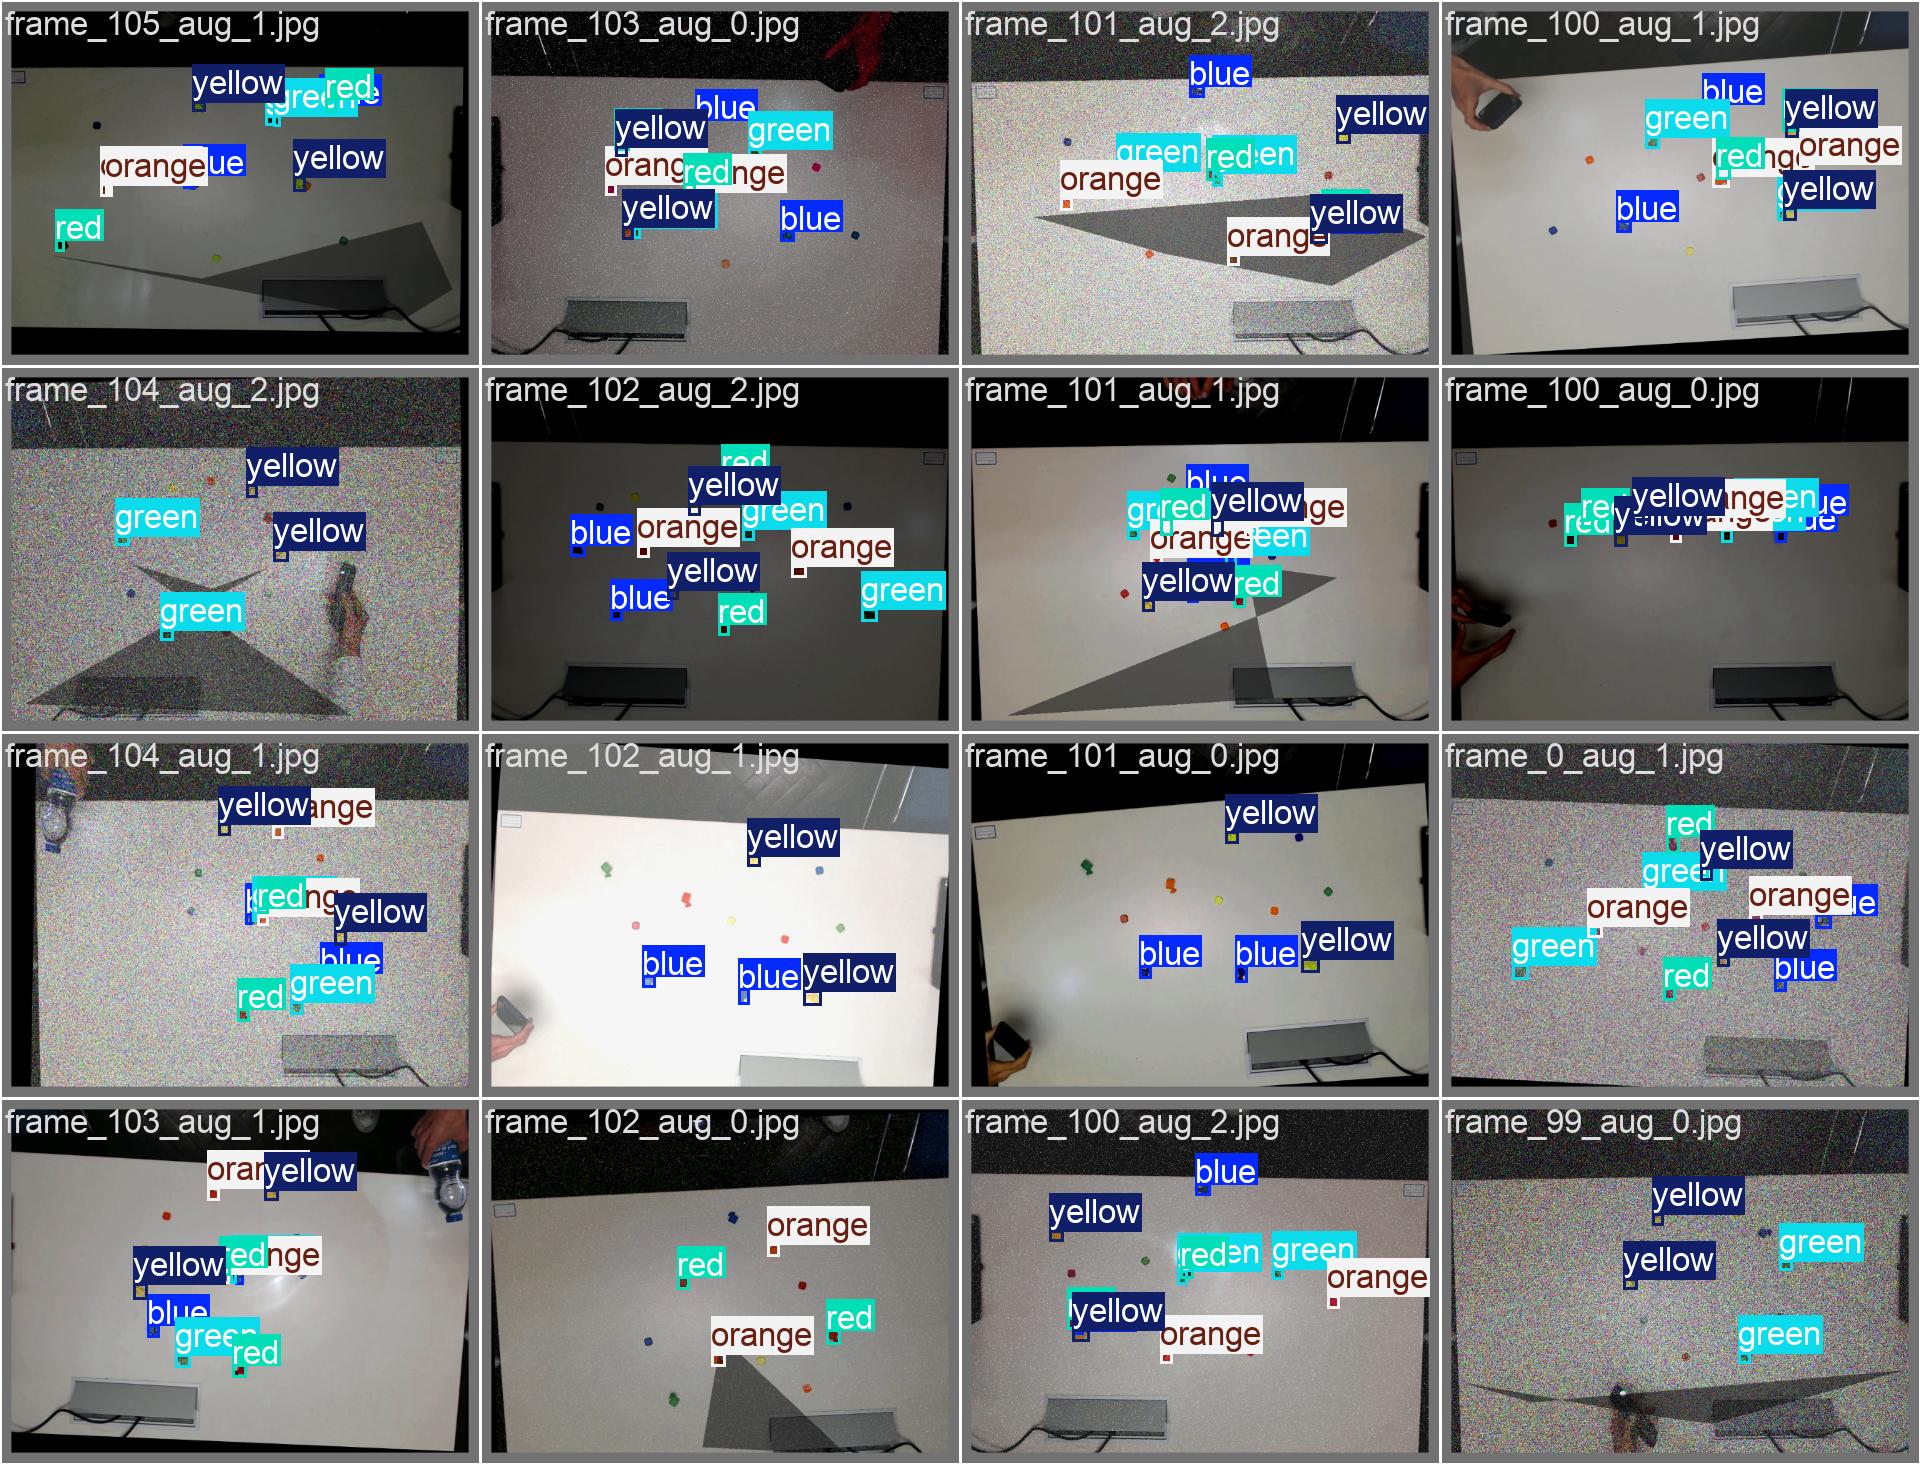 frame_105_aug_1.jpg
yellow
green
red
orange
blue
yellow
red
frame_103_aug_0.jpg
blue
yellow
green
orange
red
yellow
blue
frame_101_aug_2.jpg
blue
yellow
green
red
green
orange
yellow
orange
frame_100_aug_1.jpg
blue
yellow
green
orange
red
yellow
blue
frame_104_aug_2.jpg
yellow
green
yellow
green
frame_102_aug_2.jpg
red
yellow
green
blue
orange
orange
yellow
blue
red
green
frame_101_aug_1.jpg
blue
red
yellow
orange
green
yellow
red
frame_100_aug_0.jpg
red
yellow
orange
green
blue
red
yellow
frame_104_aug_1.jpg
yellow
orange
red
yellow
blue
green
red
frame_102_aug_1.jpg
yellow
blue
blue
yellow
frame_101_aug_0.jpg
yellow
blue
blue
yellow
frame_0_aug_1.jpg
red
yellow
green
orange
orange
blue
green
yellow
blue
red
frame_103_aug_1.jpg
orange
yellow
red
orange
yellow
blue
green
red
frame_102_aug_0.jpg
orange
red
red
orange
frame_100_aug_2.jpg
blue
yellow
red
green
green
orange
yellow
orange
frame_99_aug_0.jpg
yellow
green
yellow
green